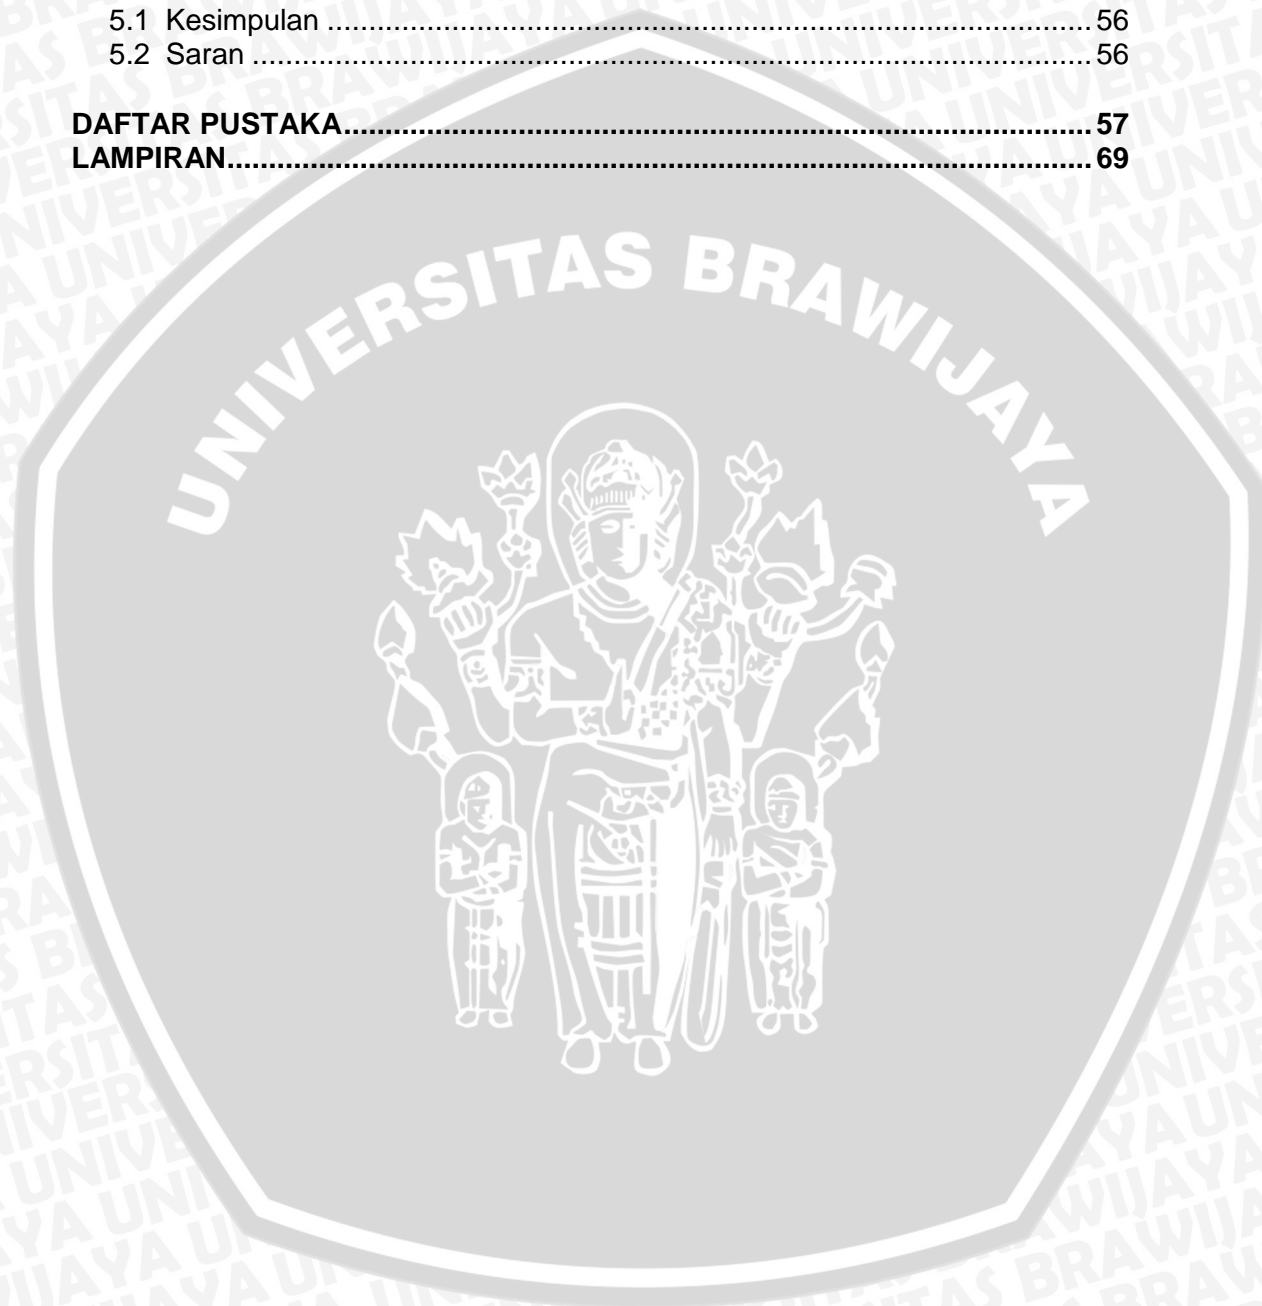 5.1 Kesimpulan ............................................................................................. 56
5.2 Saran ...................................................................................................... 56
DAFTAR PUSTAKA.......................................................................................... 57
LAMPIRAN........................................................................................................ 69
UNIVERSITAS BRAWIJAYA